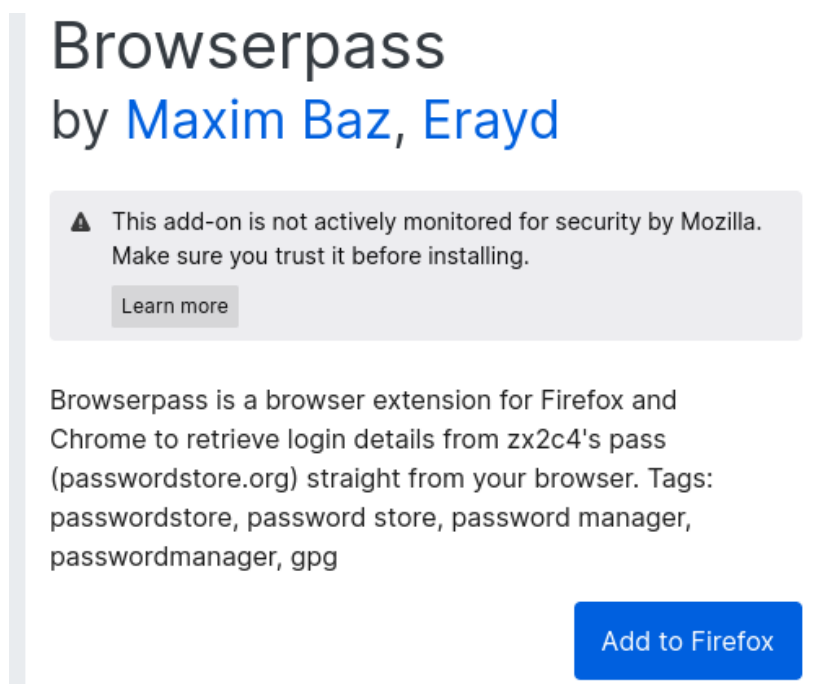 Browserpass
by Maxim Baz, Erayd
This add-on is not actively monitored for security by Mozilla.
Make sure you trust it before installing.
Learn more
Browserpass is a browser extension for Firefox and
Chrome to retrieve login details from zx2c4's pass
(passwordstore.org) straight from your browser. Tags:
passwordstore, password store, password manager,
passwordmanager, gpg
Add to Firefox